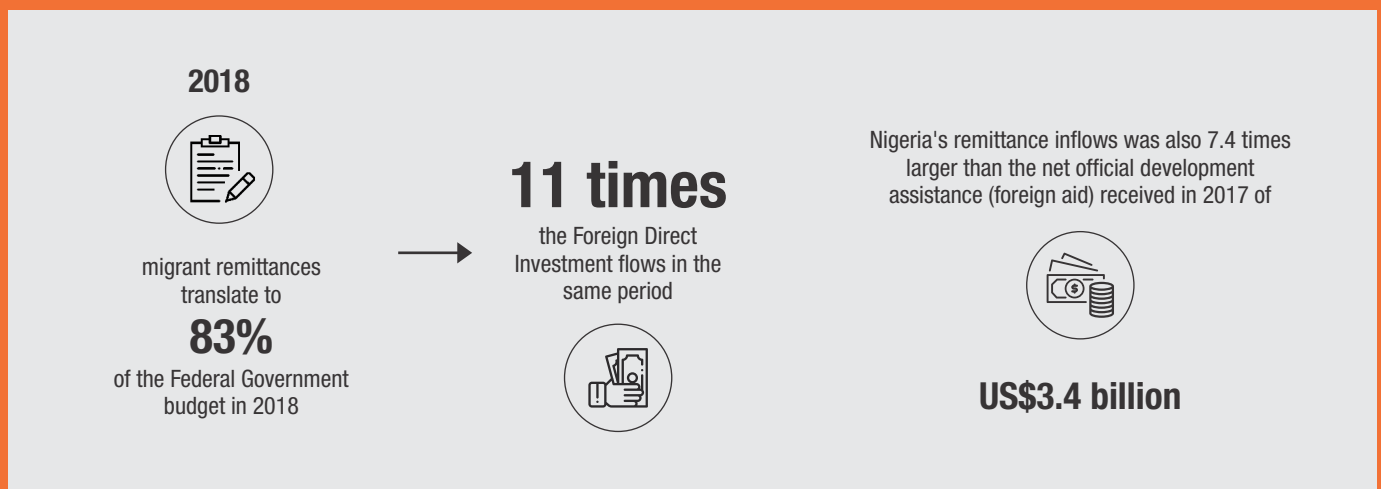 2018
migrant remittances
translate to
83%
of the Federal Government
budget in 2018
11 times
the Foreign Direct
Investment flows in the
same period
Nigeria's remittance inflows was also 7.4 times
larger than the net official development
assistance (foreign aid) received in 2017 of
$
US$3.4 billion